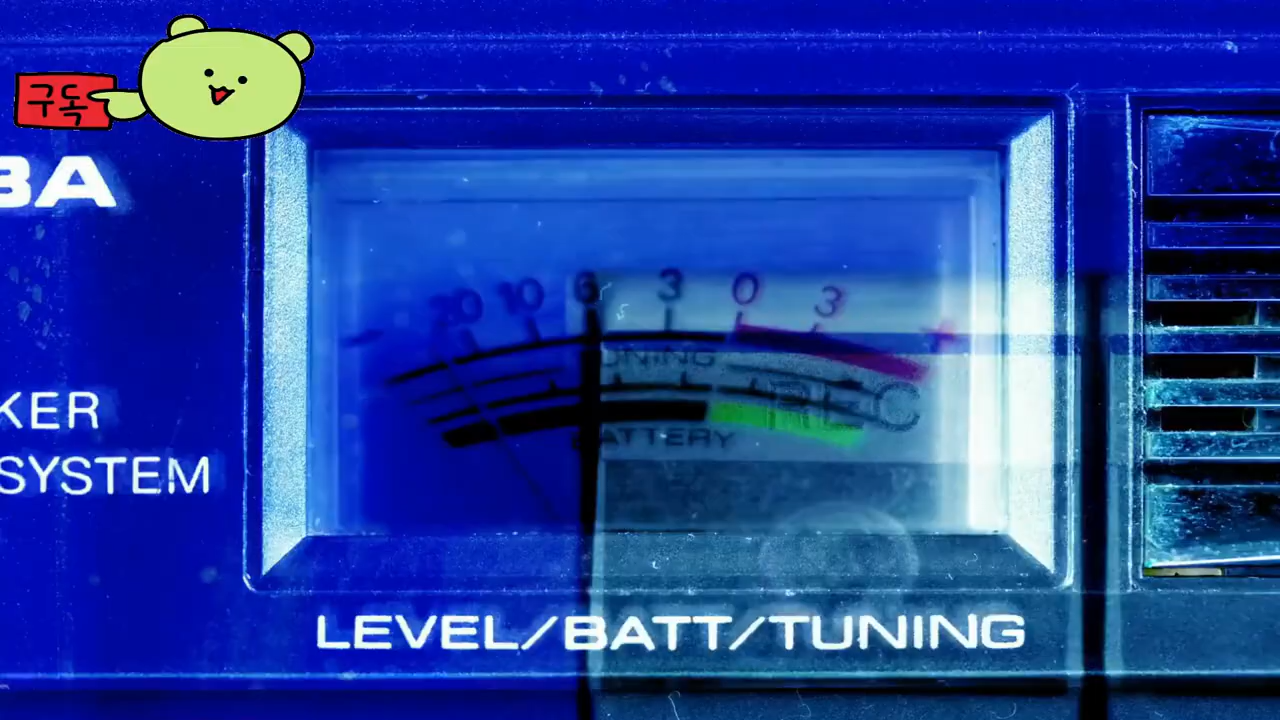 구독
BA
20 10 6 3 0 3
- +
TUNING
REC
BATTERY
KER
SYSTEM
LEVEL/BATT/TUNING